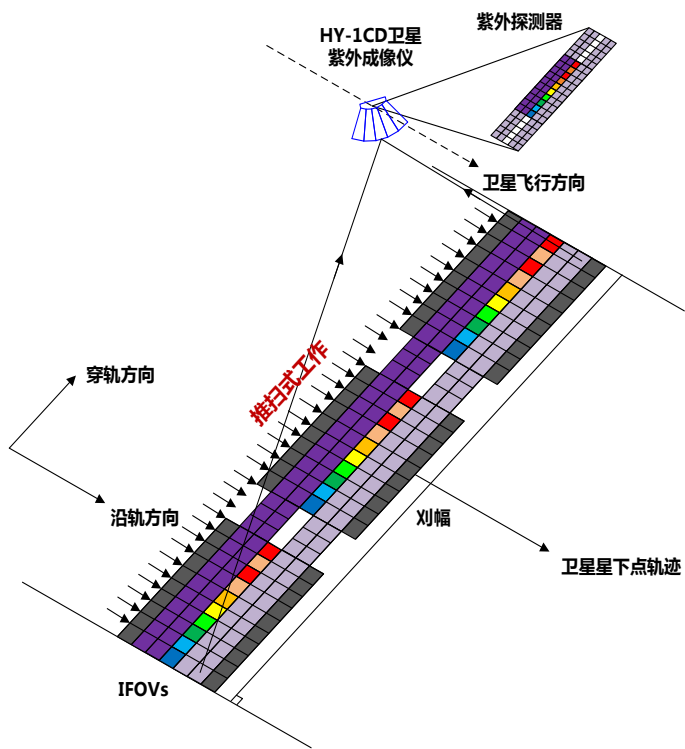 HY-1CD卫星
紫外成像仪
紫外探测器
卫星飞行方向
穿轨方向
推扫式工作
沿轨方向
刈幅
卫星星下点轨迹
IFOVs